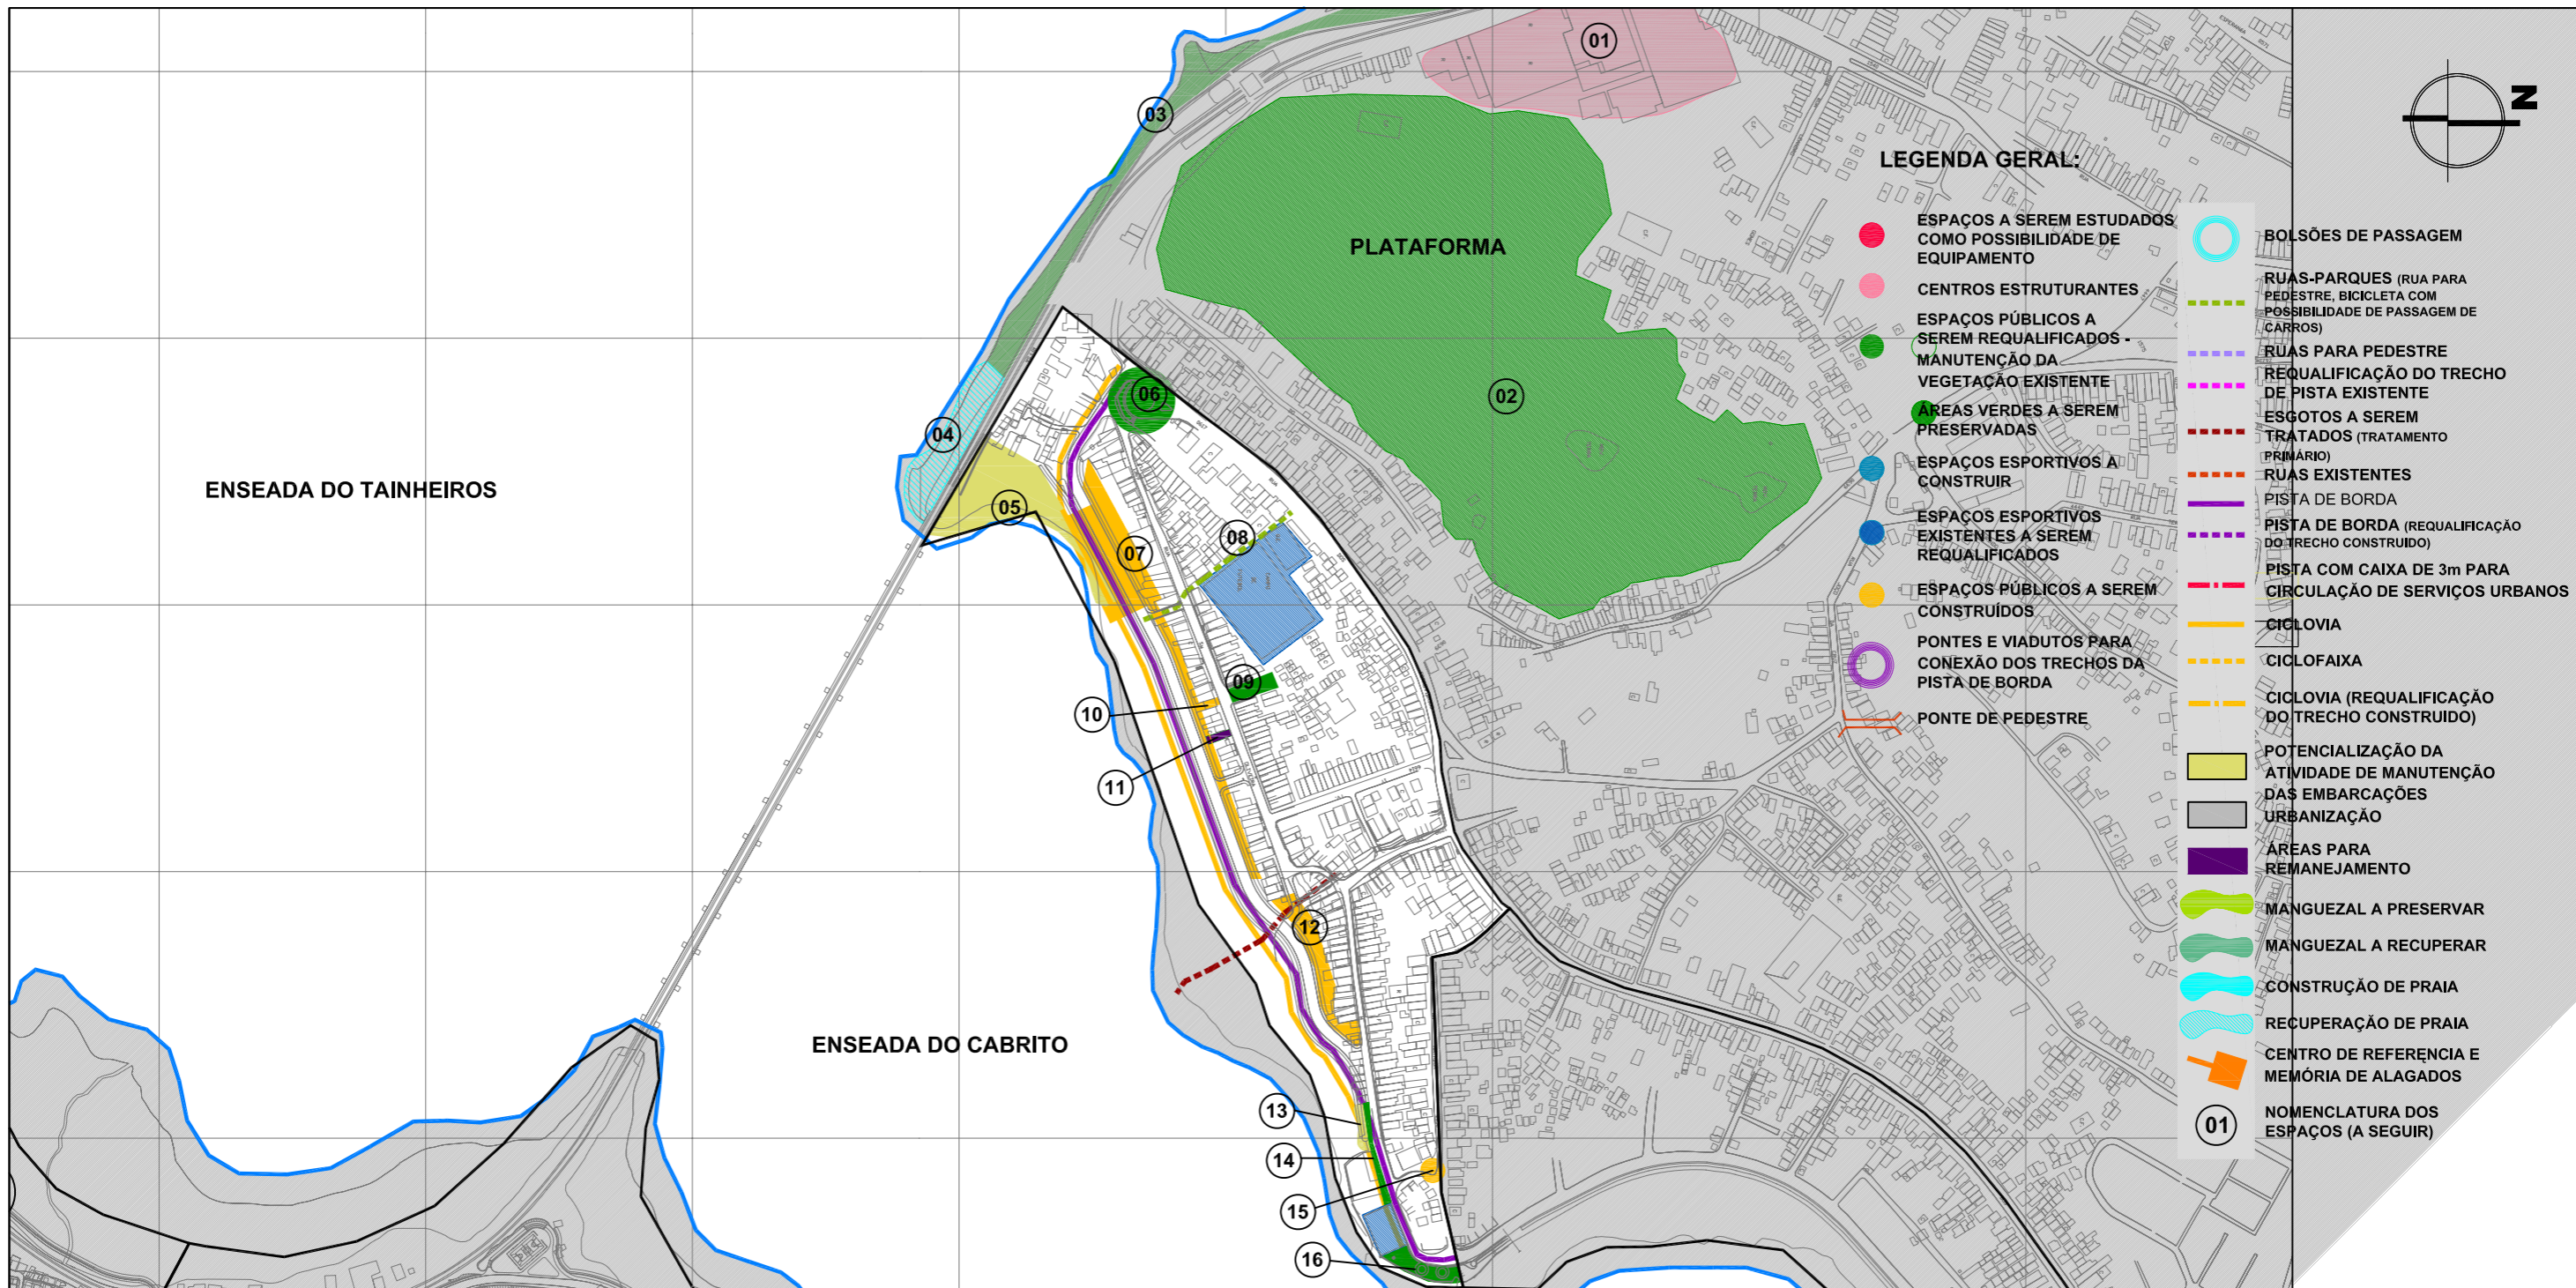 01
N
03
LEGENDA GERAL:
PLATAFORMA
ESPAÇOS A SEREM ESTUDADOS
COMO POSSIBILIDADE DE
EQUIPAMENTO
CENTROS ESTRUTURANTES
ESPAÇOS PÚBLICOS A
SEREM REQUALIFICADOS -
MANUTENÇÃO DA
VEGETAÇÃO EXISTENTE
ÁREAS VERDES A SEREM
PRESERVADAS
ESPAÇOS ESPORTIVOS A
CONSTRUIR
ESPAÇOS ESPORTIVOS
EXISTENTES A SEREM
REQUALIFICADOS
ESPAÇOS PÚBLICOS A SEREM
CONSTRUÍDOS
PONTES E VIADUTOS PARA
CONEXÃO DOS TRECHOS DA
PISTA DE BORDA
PONTE DE PEDESTRE
BOLSÕES DE PASSAGEM
RUAS-PARQUES (RUA PARA
PEDESTRE, BICICLETA COM
POSSIBILIDADE DE PASSAGEM DE
CARROS)
RUAS PARA PEDESTRE
REQUALIFICAÇÃO DO TRECHO
DE PISTA EXISTENTE
ESGOTOS A SEREM
TRATADOS (TRATAMENTO
PRIMÁRIO)
RUAS EXISTENTES
PISTA DE BORDA
PISTA DE BORDA (REQUALIFICAÇÃO
DO TRECHO CONSTRUIDO)
PISTA COM CAIXA DE 3m PARA
CIRCULAÇÃO DE SERVIÇOS URBANOS
CICLOVIA
CICLOFAIXA
CICLOVIA (REQUALIFICAÇÃO
DO TRECHO CONSTRUIDO)
POTENCIALIZAÇÃO DA
ATIVIDADE DE MANUTENÇÃO
DAS EMBARCAÇÕES
URBANIZAÇÃO
ÁREAS PARA
REMANEJAMENTO
MANGUEZAL A PRESERVAR
MANGUEZAL A RECUPERAR
CONSTRUÇÃO DE PRAIA
RECUPERAÇÃO DE PRAIA
CENTRO DE REFERENCIA E
MEMÓRIA DE ALAGADOS
01
NOMENCLATURA DOS
ESPAÇOS (A SEGUIR)
02
06
04
ENSEADA DO TAINHEIROS
05
08
07
09
10
11
12
ENSEADA DO CABRITO
13
14
15
16